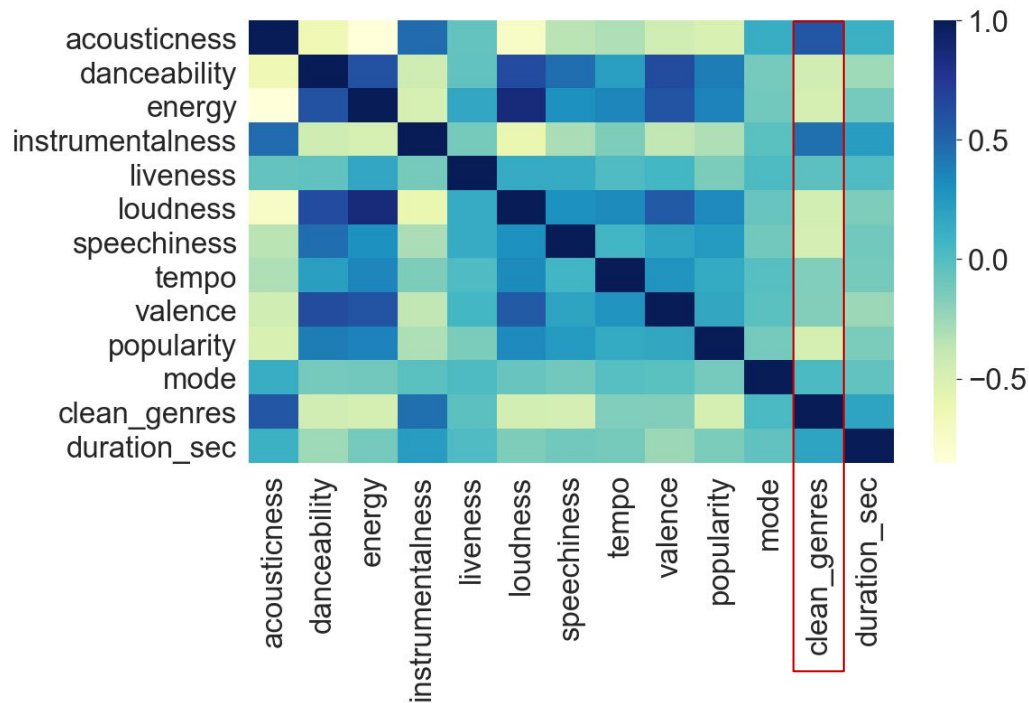 acousticness
danceability
energy
instrumentalness
liveness
loudness
speechiness
tempo
valence
popularity
mode
clean_genres
duration_sec
1.0
0.5
0.0
−0.5
acousticness
danceability
energy
instrumentalness
liveness
loudness
speechiness
tempo
valence
popularity
mode
clean_genres
duration_sec